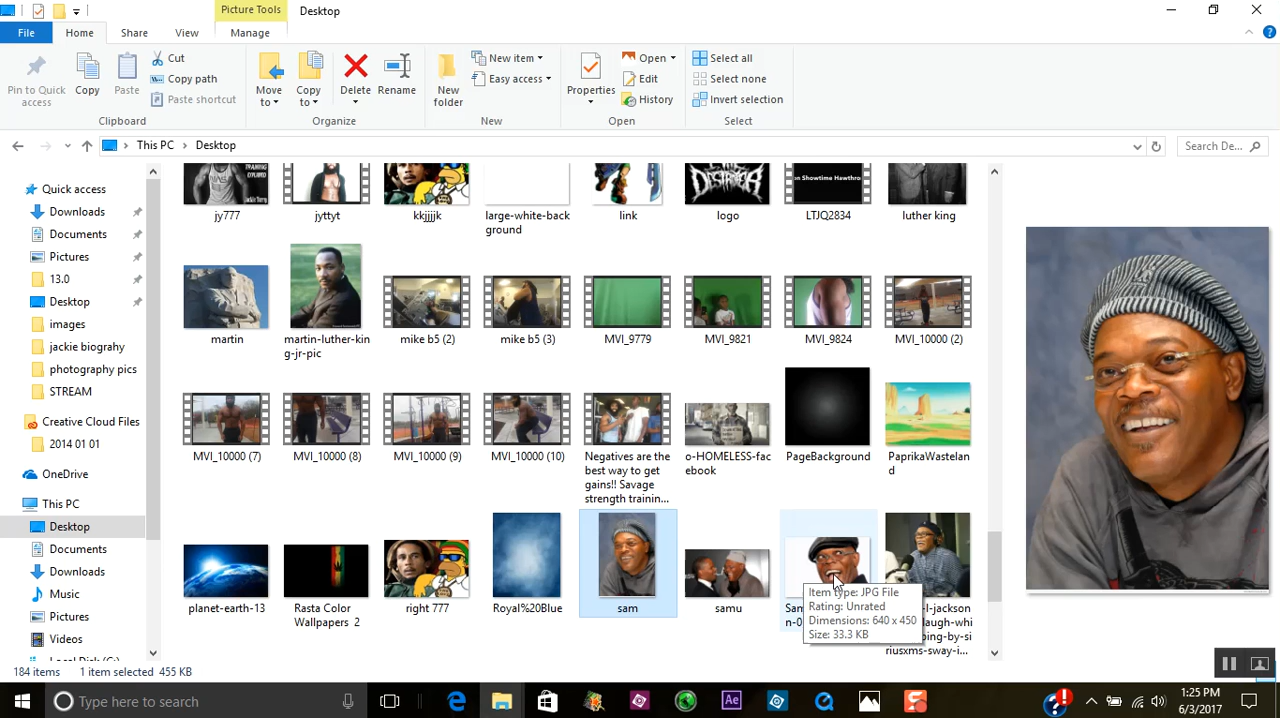 Picture Tools
Desktop
File
Home
Share
View
Manage
Pin to Quick access
Copy
Paste
Cut
Copy path
Paste shortcut
Clipboard
Move to
Copy to
Delete
Rename
Organize
New folder
New item
Easy access
New
Properties
Open
Edit
History
Open
Select all
Select none
Invert selection
Select
This PC
Desktop
Search De...
Quick access
Downloads
Documents
Pictures
13.0
Desktop
images
jackie biograhy
photography pics
STREAM
Creative Cloud Files
2014 01 01
OneDrive
This PC
Desktop
Documents
Downloads
Music
Pictures
Videos
jy777
jyttyt
kkjjjjk
large-white-back
ground
link
logo
LTJQ2834
luther king
martin
martin-luther-kin
g-jr-pic
mike b5 (2)
mike b5 (3)
MVI_9779
MVI_9821
MVI_9824
MVI_10000 (2)
MVI_10000 (7)
MVI_10000 (8)
MVI_10000 (9)
MVI_10000 (10)
Negatives are the
best way to get
gains!! Savage
strength trainin...
o-HOMELESS-fac
ebook
PageBackground
PaprikaWastelan
d
planet-earth-13
Rasta Color
Wallpapers 2
right 777
Royal%20Blue
sam
samu
Item type: JPG File
Rating: Unrated
Dimensions: 640 x 450
Size: 33.3 KB
184 items
1 item selected 455 KB
Type here to search
Ae
1:25 PM
6/3/2017